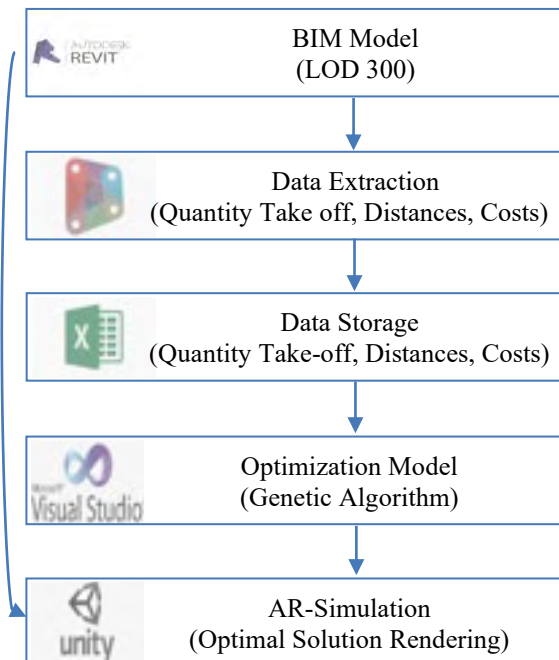 AUTODESK
REVIT
BIM Model
(LOD 300)
Data Extraction
(Quantity Take off, Distances, Costs)
X
Data Storage
(Quantity Take-off, Distances, Costs)
Microsoft
Visual Studio
Optimization Model
(Genetic Algorithm)
unity
AR-Simulation
(Optimal Solution Rendering)